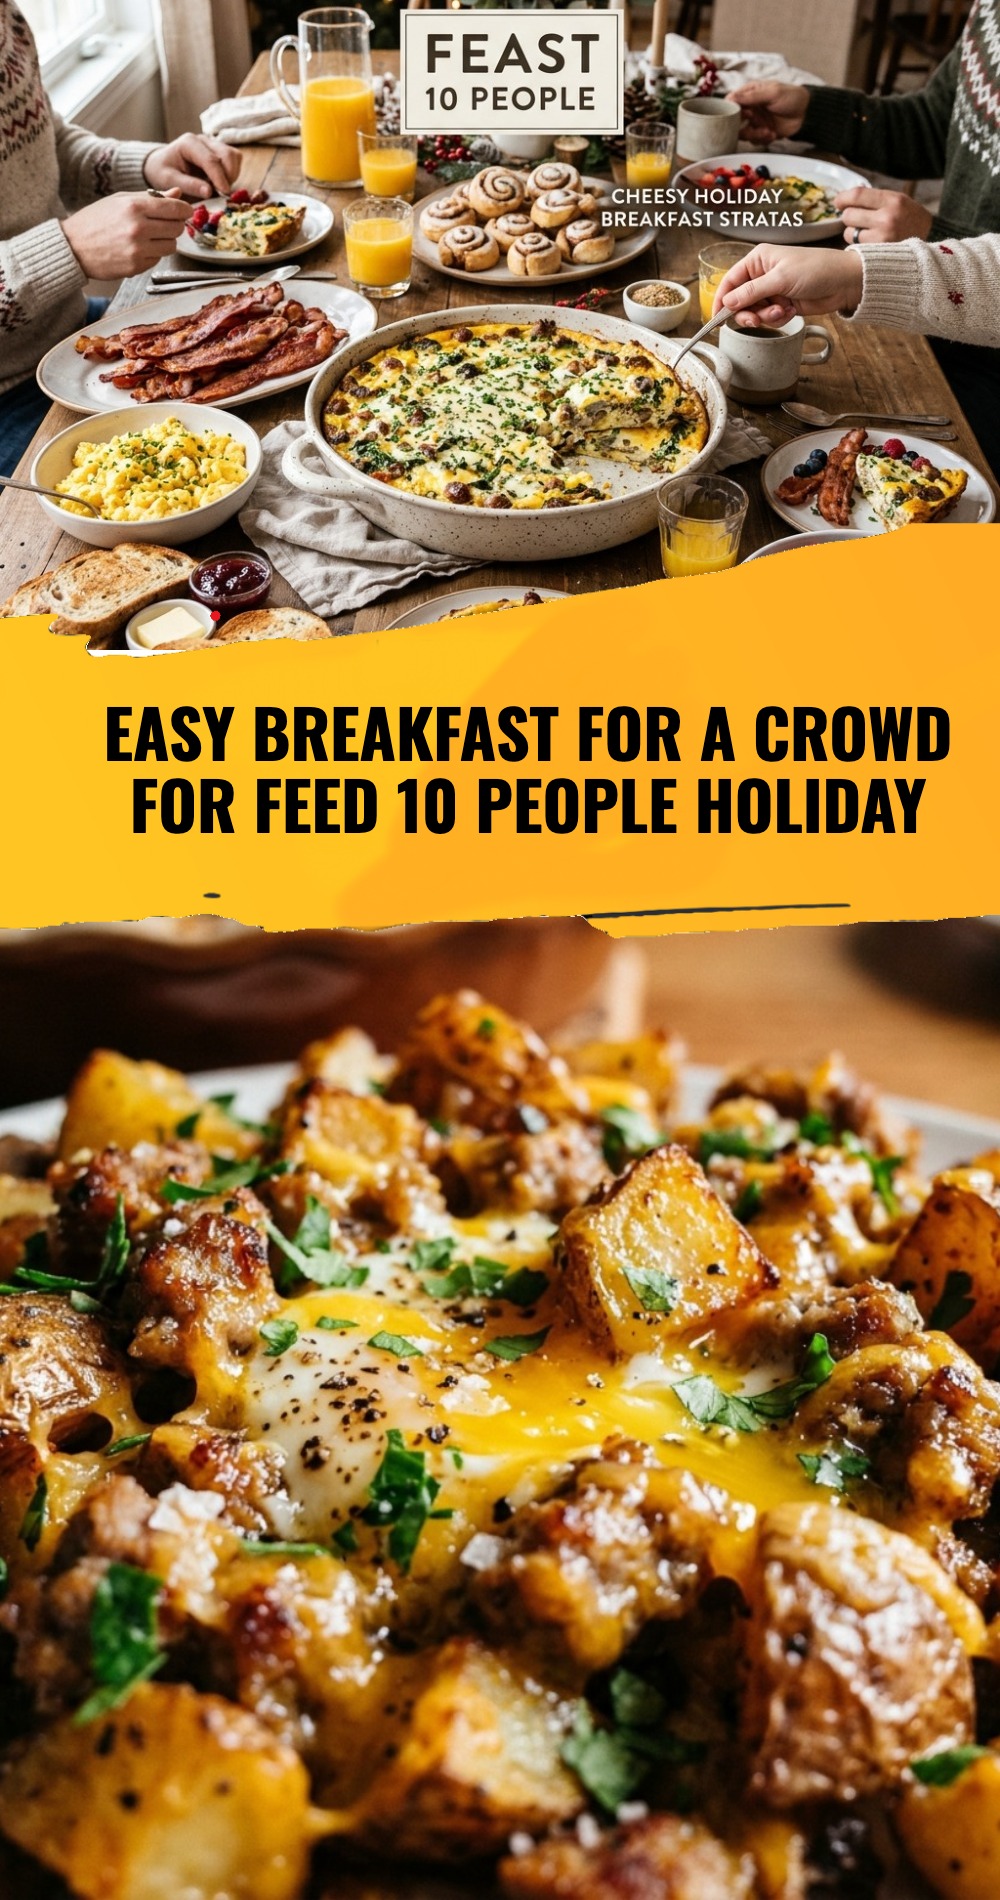 FEAST
10 PEOPLE
CHEESY HOLIDAY
BREAKFAST STRATAS
EASY BREAKFAST FOR A CROWD
FOR FEED 10 PEOPLE HOLIDAY